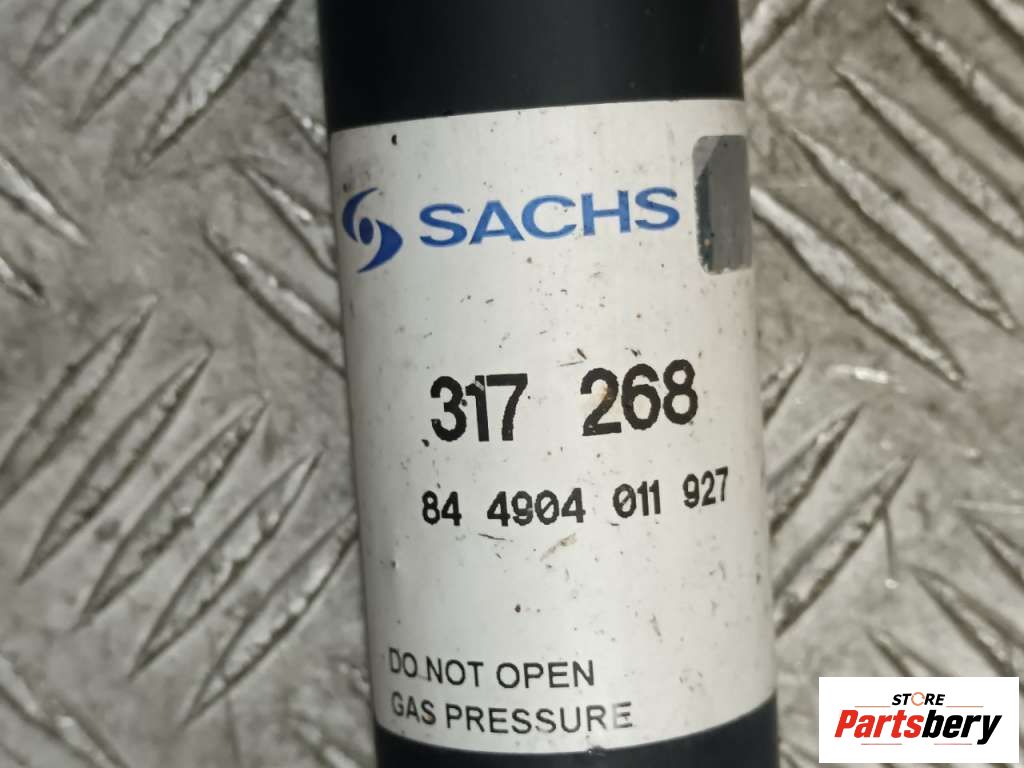 SACHS
317 268
84 4904 011 927
DO NOT OPEN
GAS PRESSURE
STORE
Partsbery